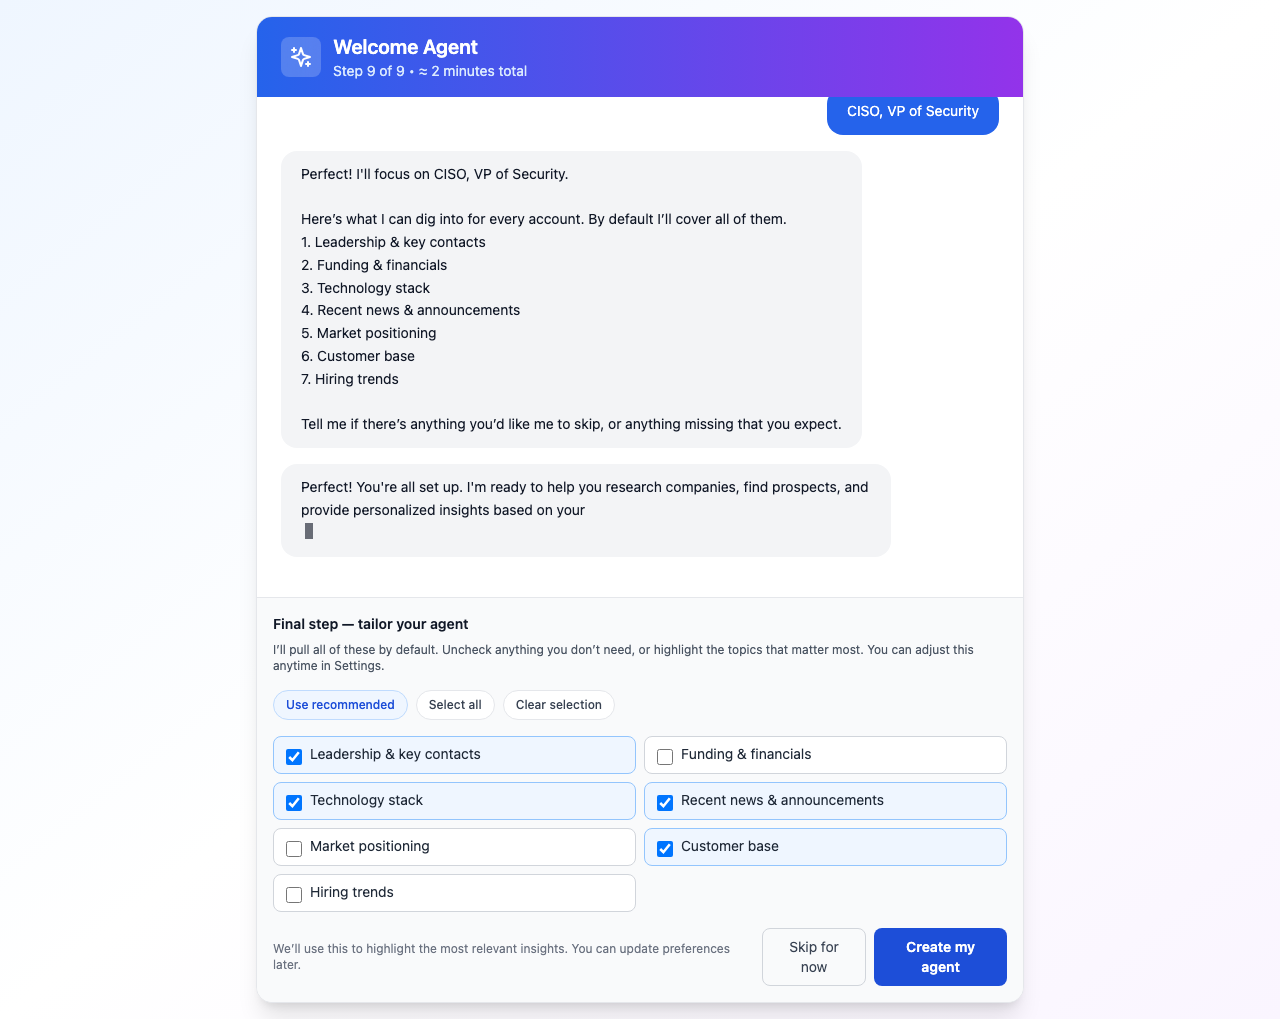 Welcome Agent
Step 9 of 9 • ≈ 2 minutes total
CISO, VP of Security
Perfect! I'll focus on CISO, VP of Security.
Here’s what I can dig into for every account. By default I’ll cover all of them.
1. Leadership & key contacts
2. Funding & financials
3. Technology stack
4. Recent news & announcements
5. Market positioning
6. Customer base
7. Hiring trends
Tell me if there’s anything you’d like me to skip, or anything missing that you expect.
Perfect! You're all set up. I'm ready to help you research companies, find prospects, and
provide personalized insights based on your
Final step — tailor your agent
I’ll pull all of these by default. Uncheck anything you don’t need, or highlight the topics that matter most. You can adjust this
anytime in Settings.
Use recommended
Select all
Clear selection
Leadership & key contacts
Funding & financials
Technology stack
Recent news & announcements
Market positioning
Customer base
Hiring trends
We’ll use this to highlight the most relevant insights. You can update preferences
later.
Skip for
now
Create my
agent